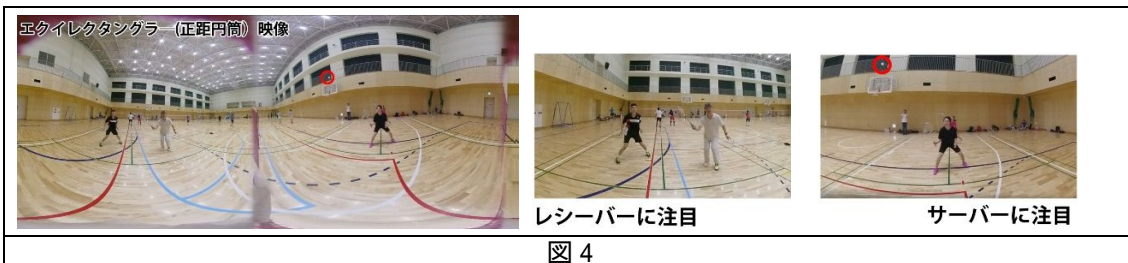 エクイレクタングラ―(正距円筒）映像
レシーバーに注目
サーバーに注目
図 4